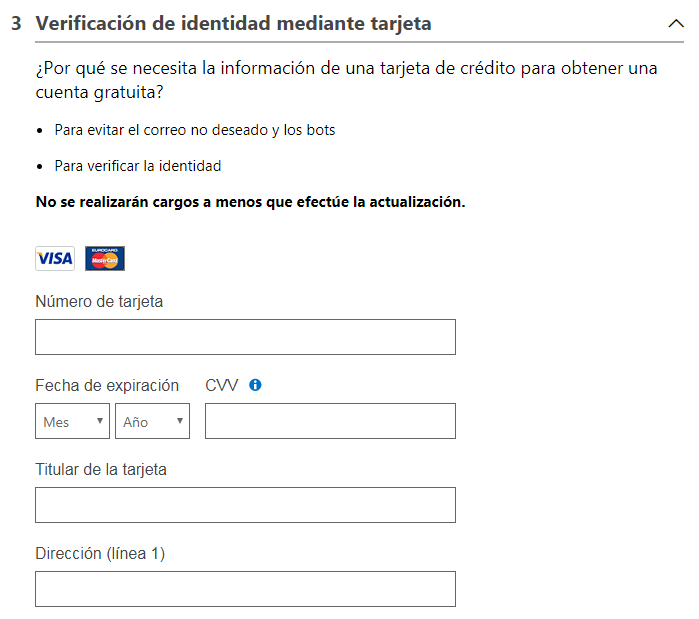 3 Verificación de identidad mediante tarjeta
¿Por qué se necesita la información de una tarjeta de crédito para obtener una
cuenta gratuita?
• Para evitar el correo no deseado y los bots
• Para verificar la identidad
No se realizarán cargos a menos que efectúe la actualización.
VISA EUROCARD
MasterCard
Número de tarjeta
Fecha de expiración CVV
Mes Año
Titular de la tarjeta
Dirección (línea 1)